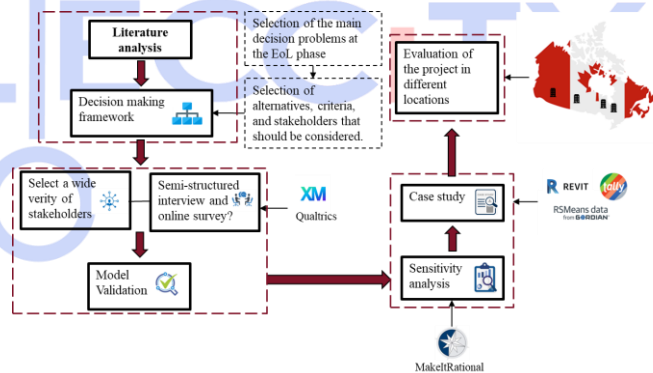 Literature
analysis
Selection of the main
decision problems at
the EoL phase
Decision making
framework
Selection of
alternatives, criteria,
and stakeholders that
should be considered.
Select a wide
verity of
stakeholders
Semi-structured
interview and
online survey?
XM
Qualtrics
Model
Validation
Evaluation of
the project in
different
locations
Case study
R REVIT
tally
RSMeans data
from GORDIAN
Sensitivity
analysis
MakeItRational